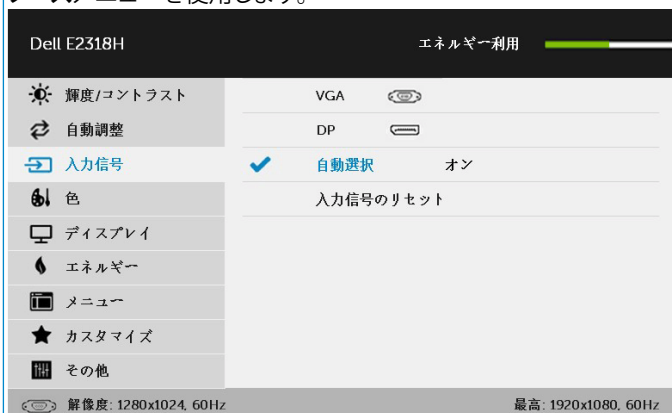 ソースメニューを使用します。
Dell E2318H エネルギー利用
輝度/コントラスト VGA
自動調整 DP
入力信号 自動選択 オン
色 入力信号のリセット
ディスプレイ
エネルギー
メニュー
カスタマイズ
その他
解像度: 1280x1024, 60Hz 最高: 1920x1080, 60Hz